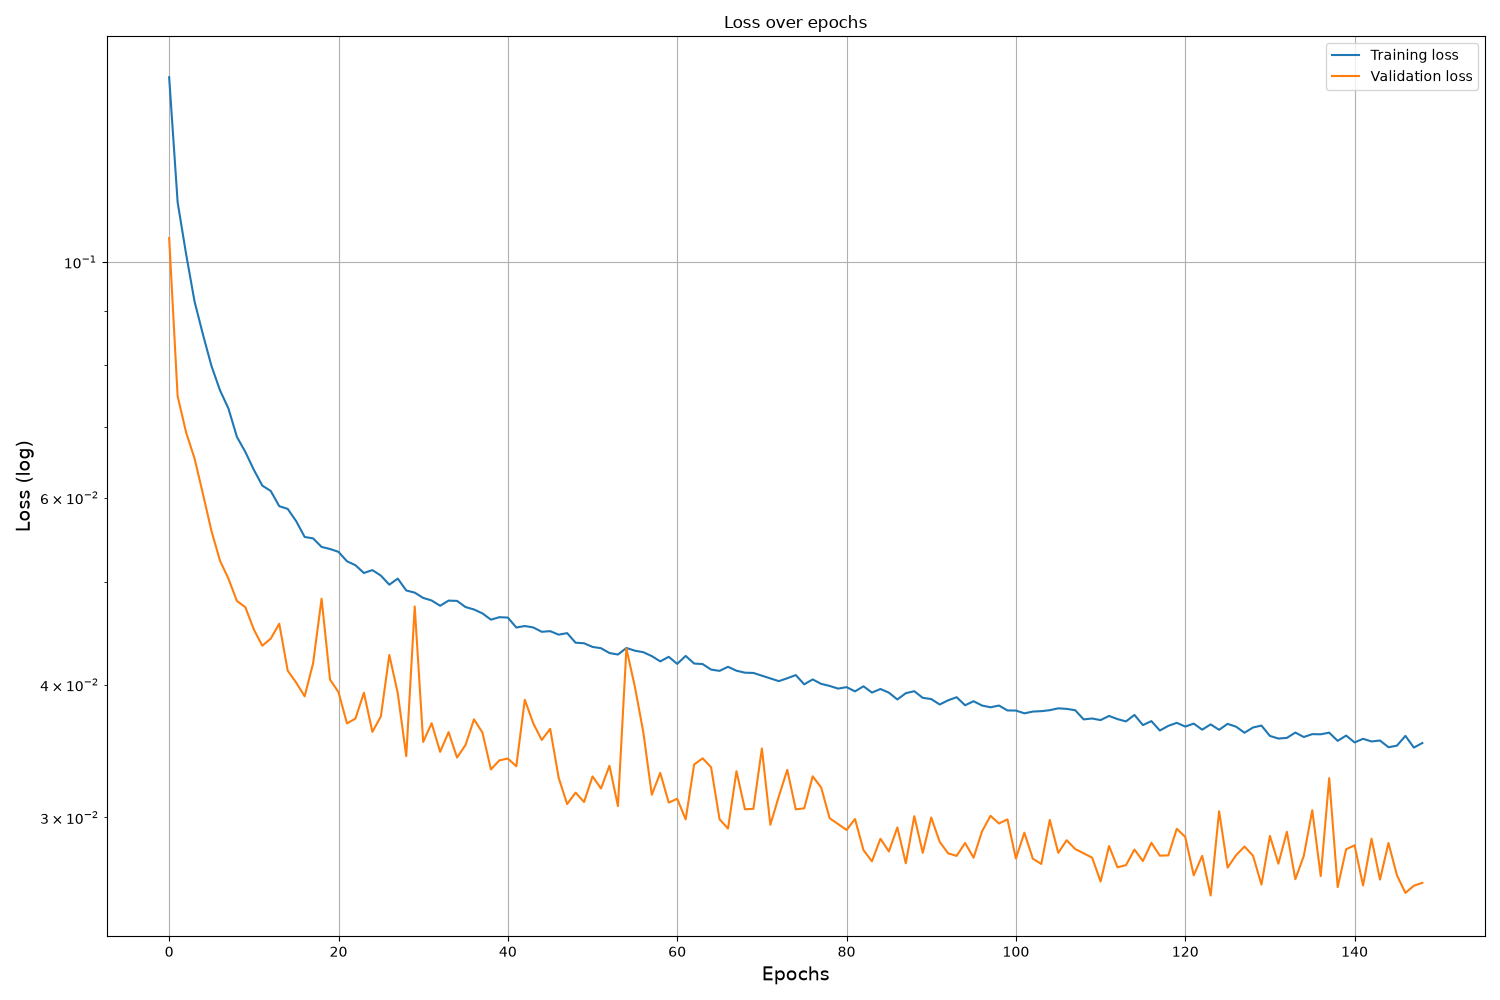 Loss over epochs
Training loss
Validation loss
10⁻¹
6 × 10⁻²
4 × 10⁻²
3 × 10⁻²
Loss (log)
0 20 40 60 80 100 120 140
Epochs